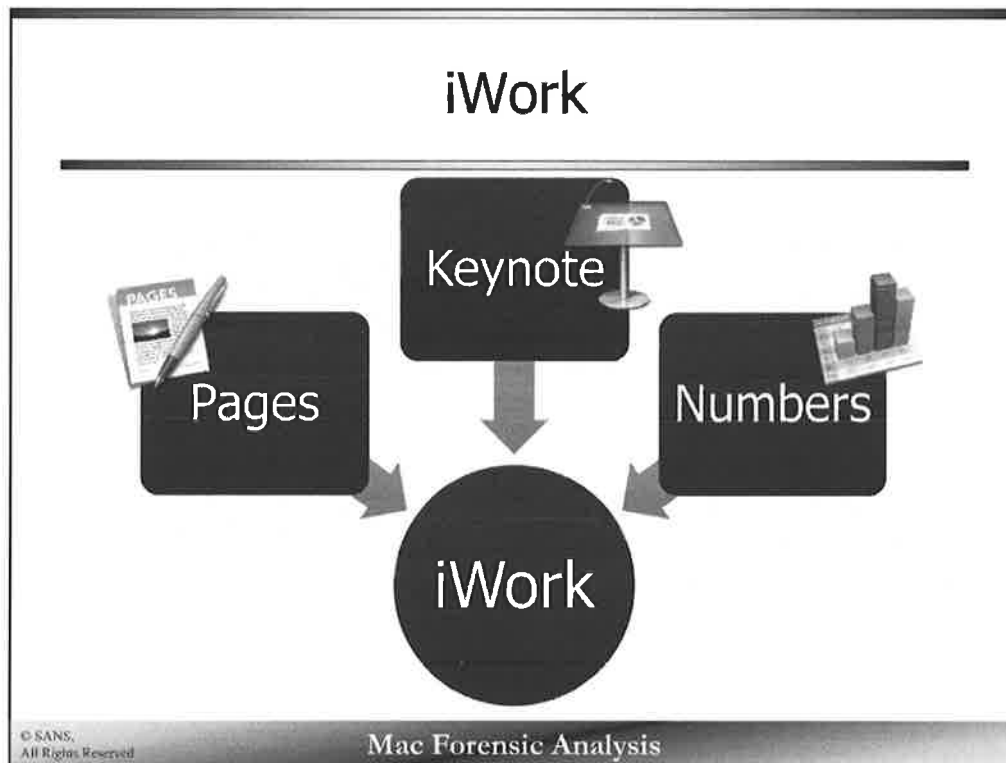 iWork
Keynote
PAGES
Pages
Numbers
iWork
© SANS,
All Rights Reserved
Mac Forensic Analysis